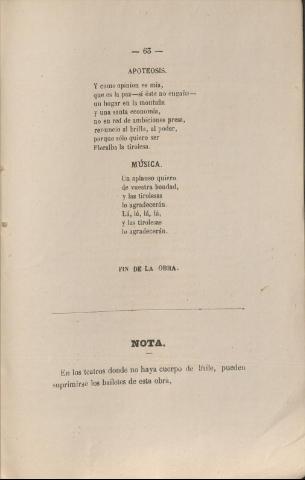 — 63 —
APOTEOSIS.
Y como opinion es mia,
que es la paz—si éste no engaño—
un hogar en la montaña
y una santa economía,
no en red de ambiciones presa,
renuncio al brillo, al poder,
porque sólo quiero ser
Floralba la tirolesa.
MÚSICA.
Un aplauso quiero
de vuestra bondad,
y las tirolesas
lo agradecerán.
Lá, lá, lá, lá,
y las tirolesas
lo agradecerán.
FIN DE LA OBRA.
NOTA.
En los teatros donde no haya cuerpo de baile, pueden
suprimirse los bailetes de esta obra,